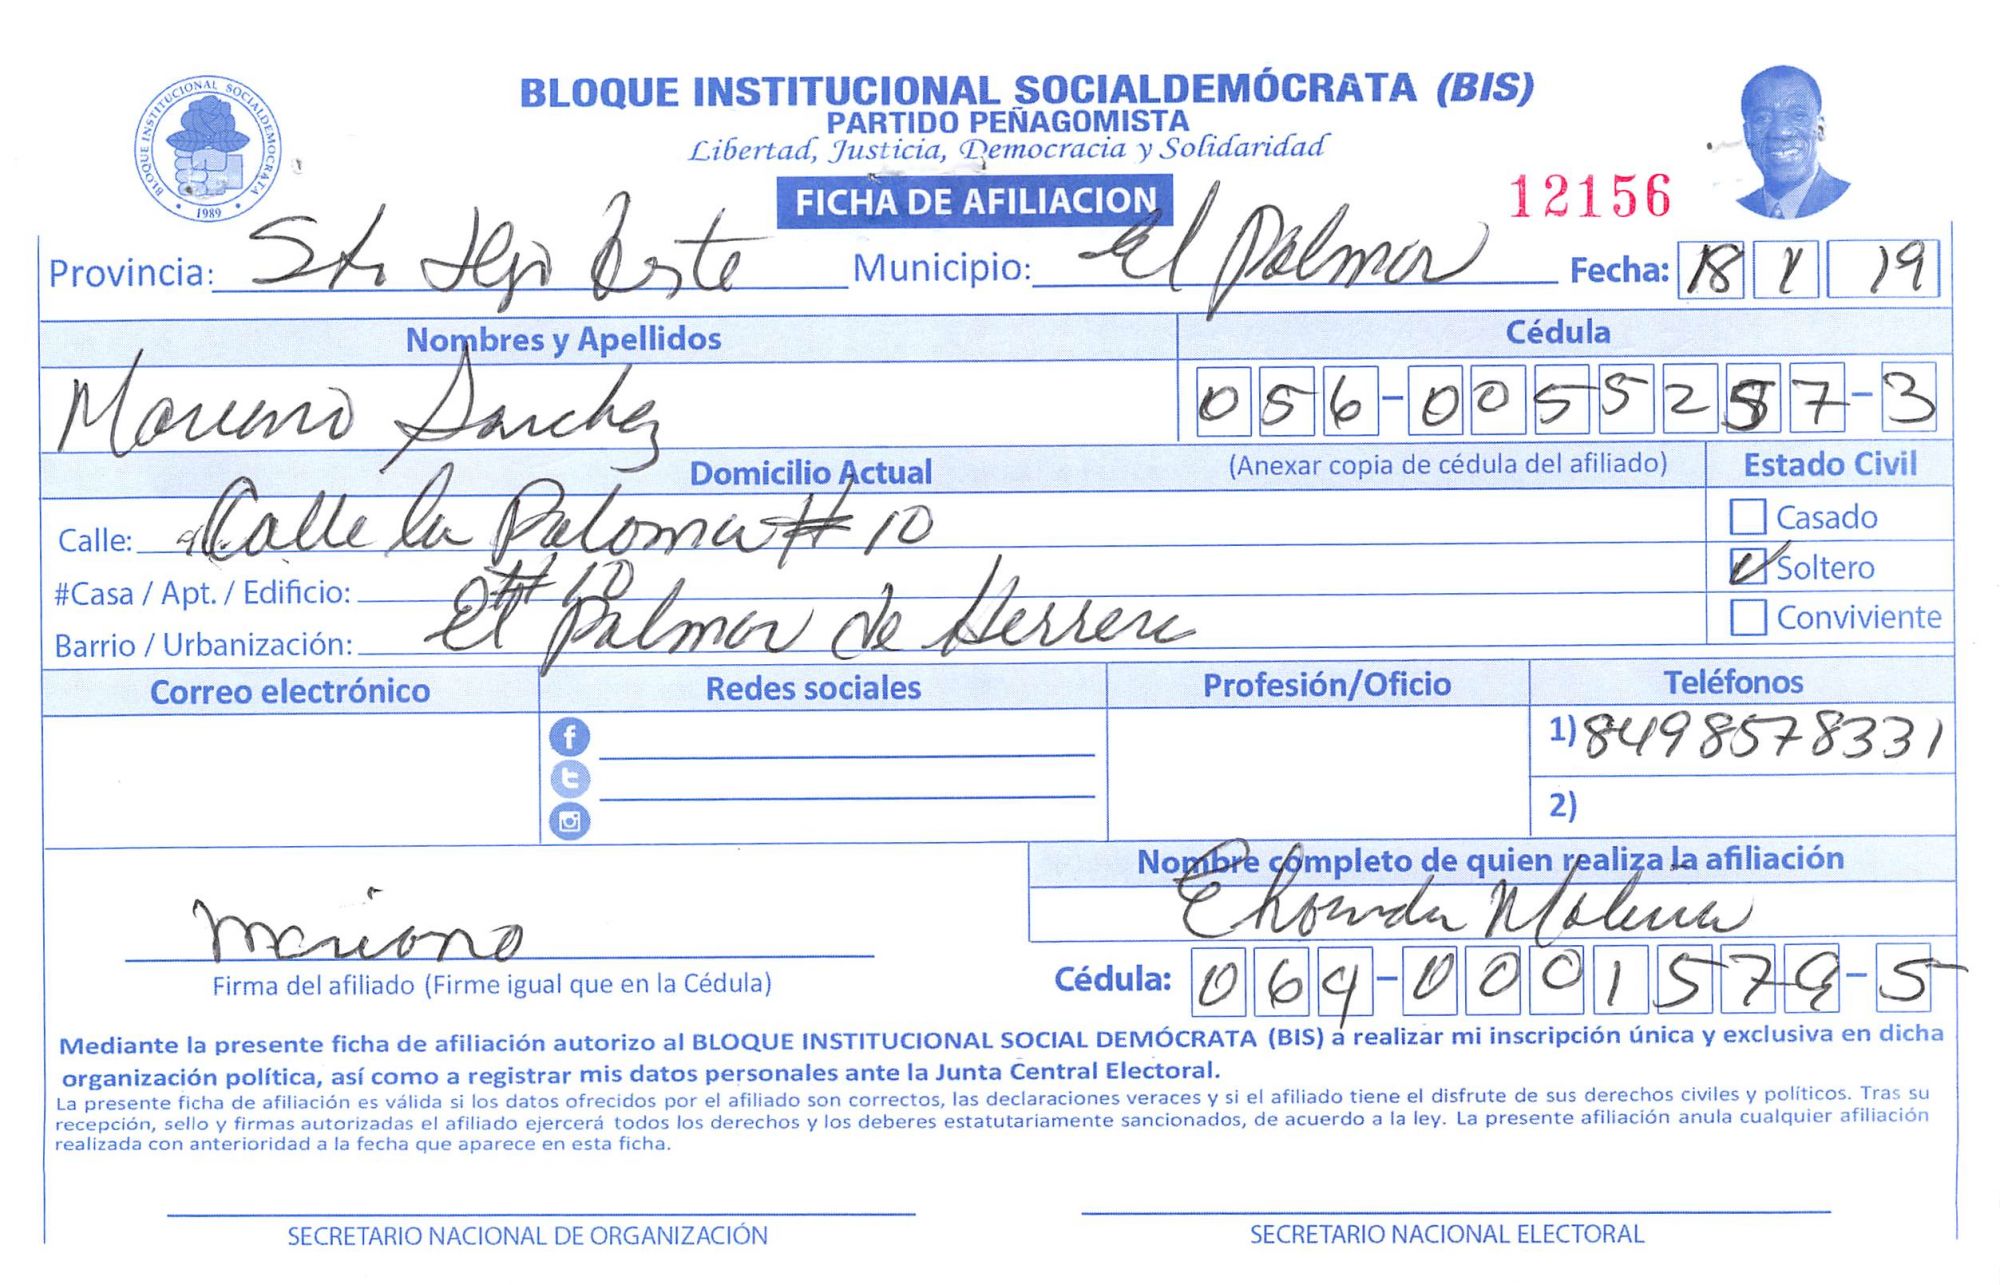 BLOQUE INSTITUCIONAL SOCIALDEMÓCRATA (BIS)
PARTIDO PEÑAGOMISTA
Libertad, Justicia, Democracia y Solidaridad
BLOQUE INSTITUCIONAL SOCIALDEMOCRATA
1989
FICHA DE AFILIACION
12156
Provincia: Sto Dgo Oeste Municipio: El Palmar Fecha: 18 1 19
Nombres y Apellidos Cédula
Mariano Sanchez 056-0055257-3
Domicilio Actual (Anexar copia de cédula del afiliado) Estado Civil
Calle: Calle la Paloma # 10 Casado
#Casa / Apt. / Edificio: # 10 Soltero
Barrio / Urbanización: El Palmar de Herrera Conviviente
Correo electrónico Redes sociales Profesión/Oficio Teléfonos
1) 8498578331
2)
Nombre completo de quien realiza la afiliación
Mariano Molina
Firma del afiliado (Firme igual que en la Cédula) Cédula: 064-0001579-5
Mediante la presente ficha de afiliación autorizo al BLOQUE INSTITUCIONAL SOCIAL DEMÓCRATA (BIS) a realizar mi inscripción única y exclusiva en dicha
organización política, así como a registrar mis datos personales ante la Junta Central Electoral.
La presente ficha de afiliación es válida si los datos ofrecidos por el afiliado son correctos, las declaraciones veraces y si el afiliado tiene el disfrute de sus derechos civiles y políticos. Tras su
recepción, sello y firmas autorizadas el afiliado ejercerá todos los derechos y los deberes estatutariamente sancionados, de acuerdo a la ley. La presente afiliación anula cualquier afiliación
realizada con anterioridad a la fecha que aparece en esta ficha.
SECRETARIO NACIONAL DE ORGANIZACIÓN SECRETARIO NACIONAL ELECTORAL